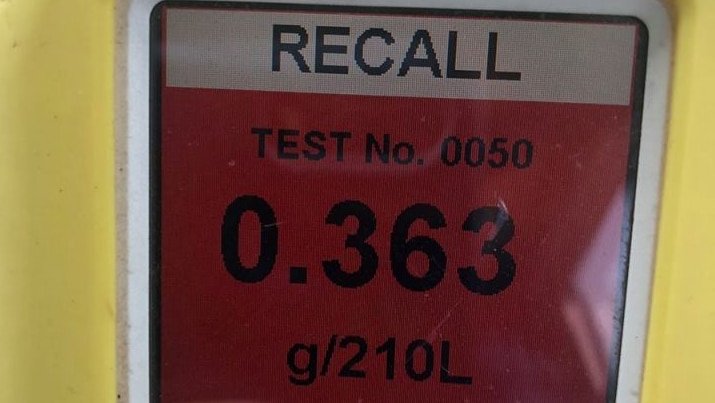 RECALL
TEST No. 0050
0.363
g/210L